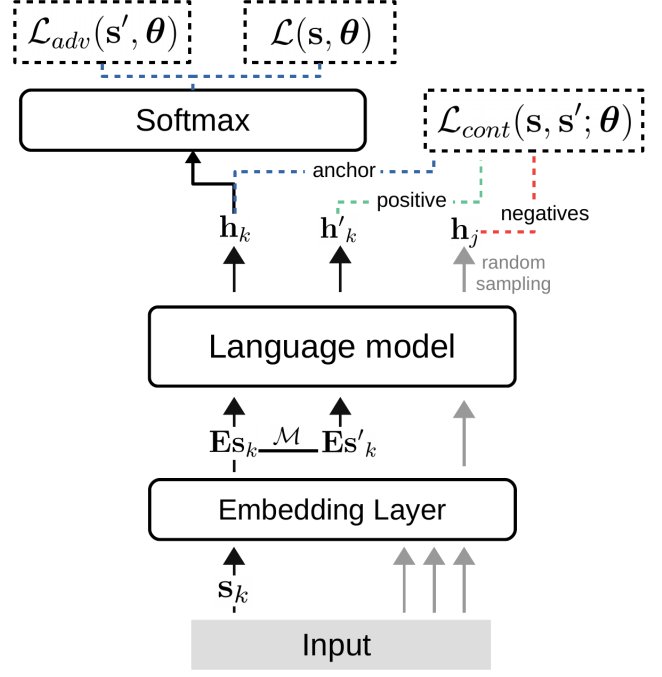 𝓛_adv(s′, θ) 𝓛(s, θ)
Softmax
𝓛_cont(s, s′; θ)
anchor
positive
negatives
h_k h′_k h_j
random
sampling
Language model
Es_k 𝓜 Es′_k
Embedding Layer
s_k
Input